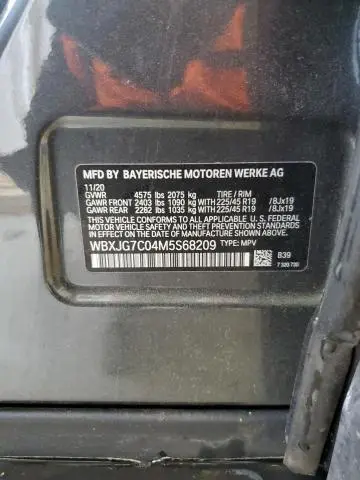 MFD BY BAYERISCHE MOTOREN WERKE AG
11/20
GVWR 4575 lbs 2075 kg TIRE / RIM
GAWR FRONT 2403 lbs 1090 kg WITH 225/45 R19 /8Jx19
GAWR REAR 2282 lbs 1035 kg WITH 225/45 R19 /8Jx19
THIS VEHICLE CONFORMS TO ALL APPLICABLE U. S. FEDERAL
MOTOR VEHICLE SAFETY AND THEFT PREVENTION STANDARDS
IN EFFECT ON THE DATE OF MANUFACTURE SHOWN ABOVE.
WBXJG7C04M5S68209 TYPE: MPV
B39